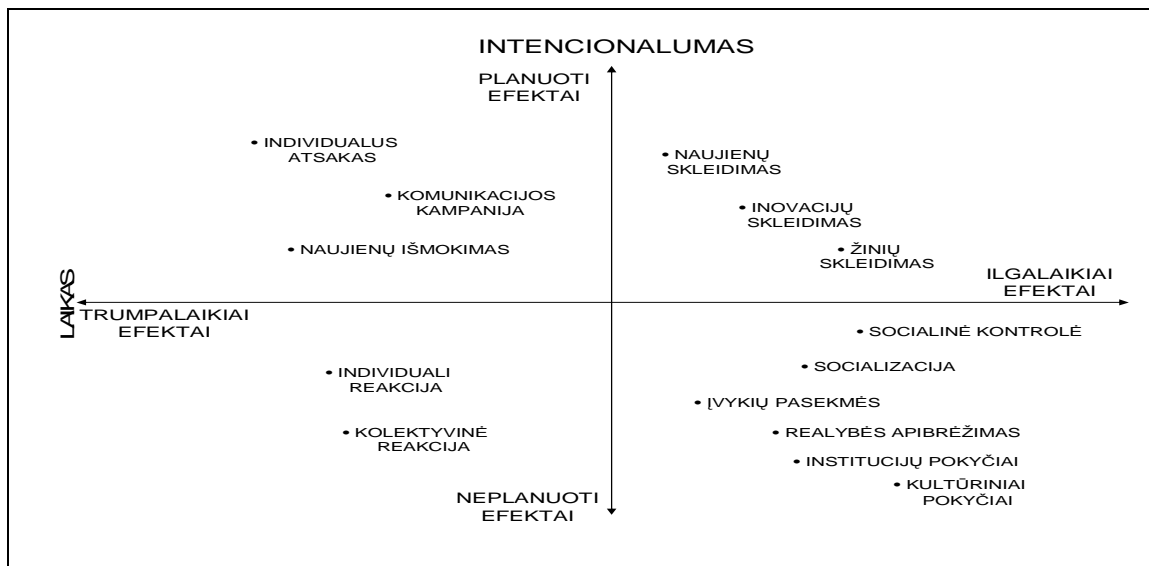 INTENCIONALUMAS
PLANUOTI
EFEKTAI
• INDIVIDUALUS
ATSAKAS
• KOMUNIKACIJOS
KAMPANIJA
• NAUJIENŲ IŠMOKIMAS
• NAUJIENŲ
SKLEIDIMAS
• INOVACIJŲ
SKLEIDIMAS
• ŽINIŲ
SKLEIDIMAS
LAIKAS
TRUMPALAIKIAI
EFEKTAI
ILGALAIKIAI
EFEKTAI
• INDIVIDUALI
REAKCIJA
• KOLEKTYVINĖ
REAKCIJA
• SOCIALINĖ KONTROLĖ
• SOCIALIZACIJA
• ĮVYKIŲ PASEKMĖS
• REALYBĖS APIBRĖŽIMAS
• INSTITUCIJŲ POKYČIAI
• KULTŪRINIAI
POKYČIAI
NEPLANUOTI
EFEKTAI